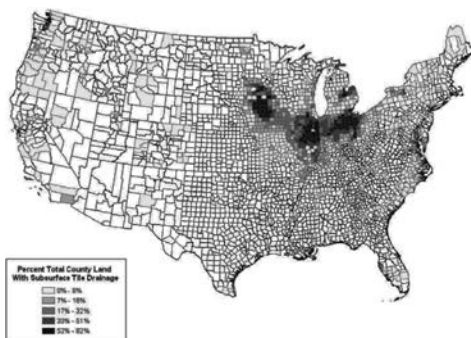 Percent Total County Land
With Subsurface Tile Drainage
0% - 6%
7% - 16%
17% - 32%
33% - 51%
52% - 82%